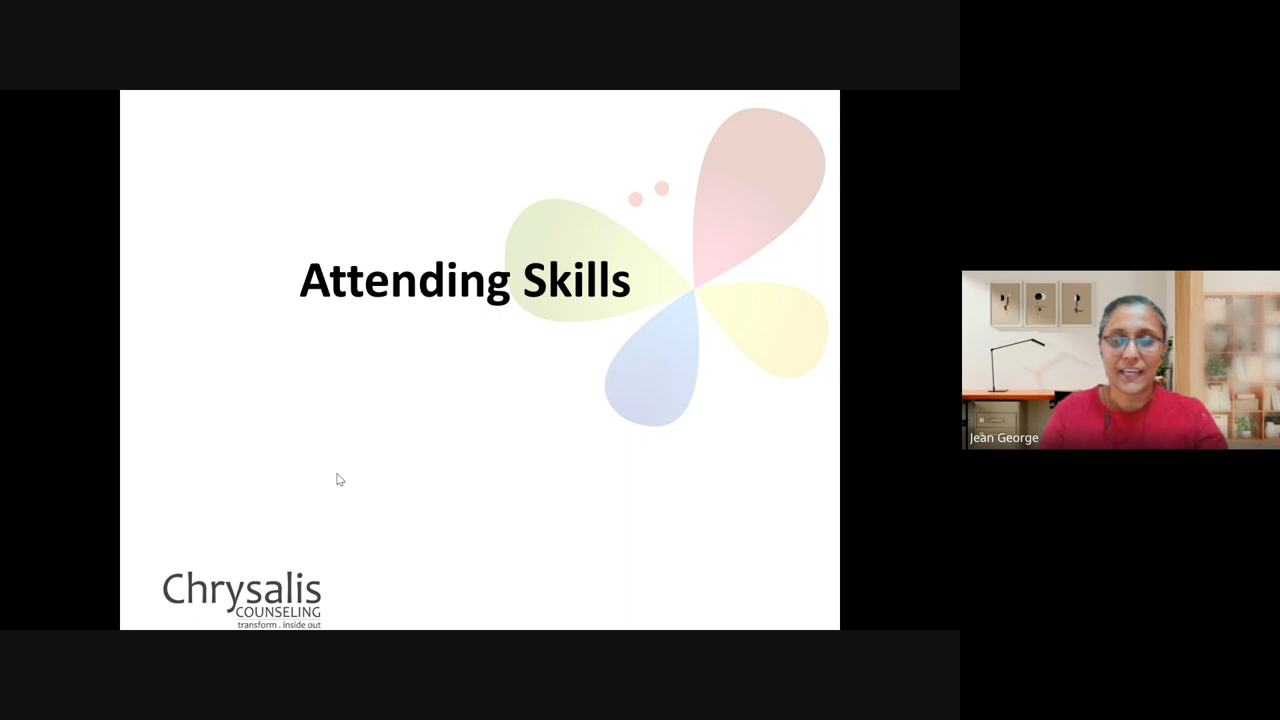 Attending Skills
Chrysalis
COUNSELING
transform . inside out
Jean George